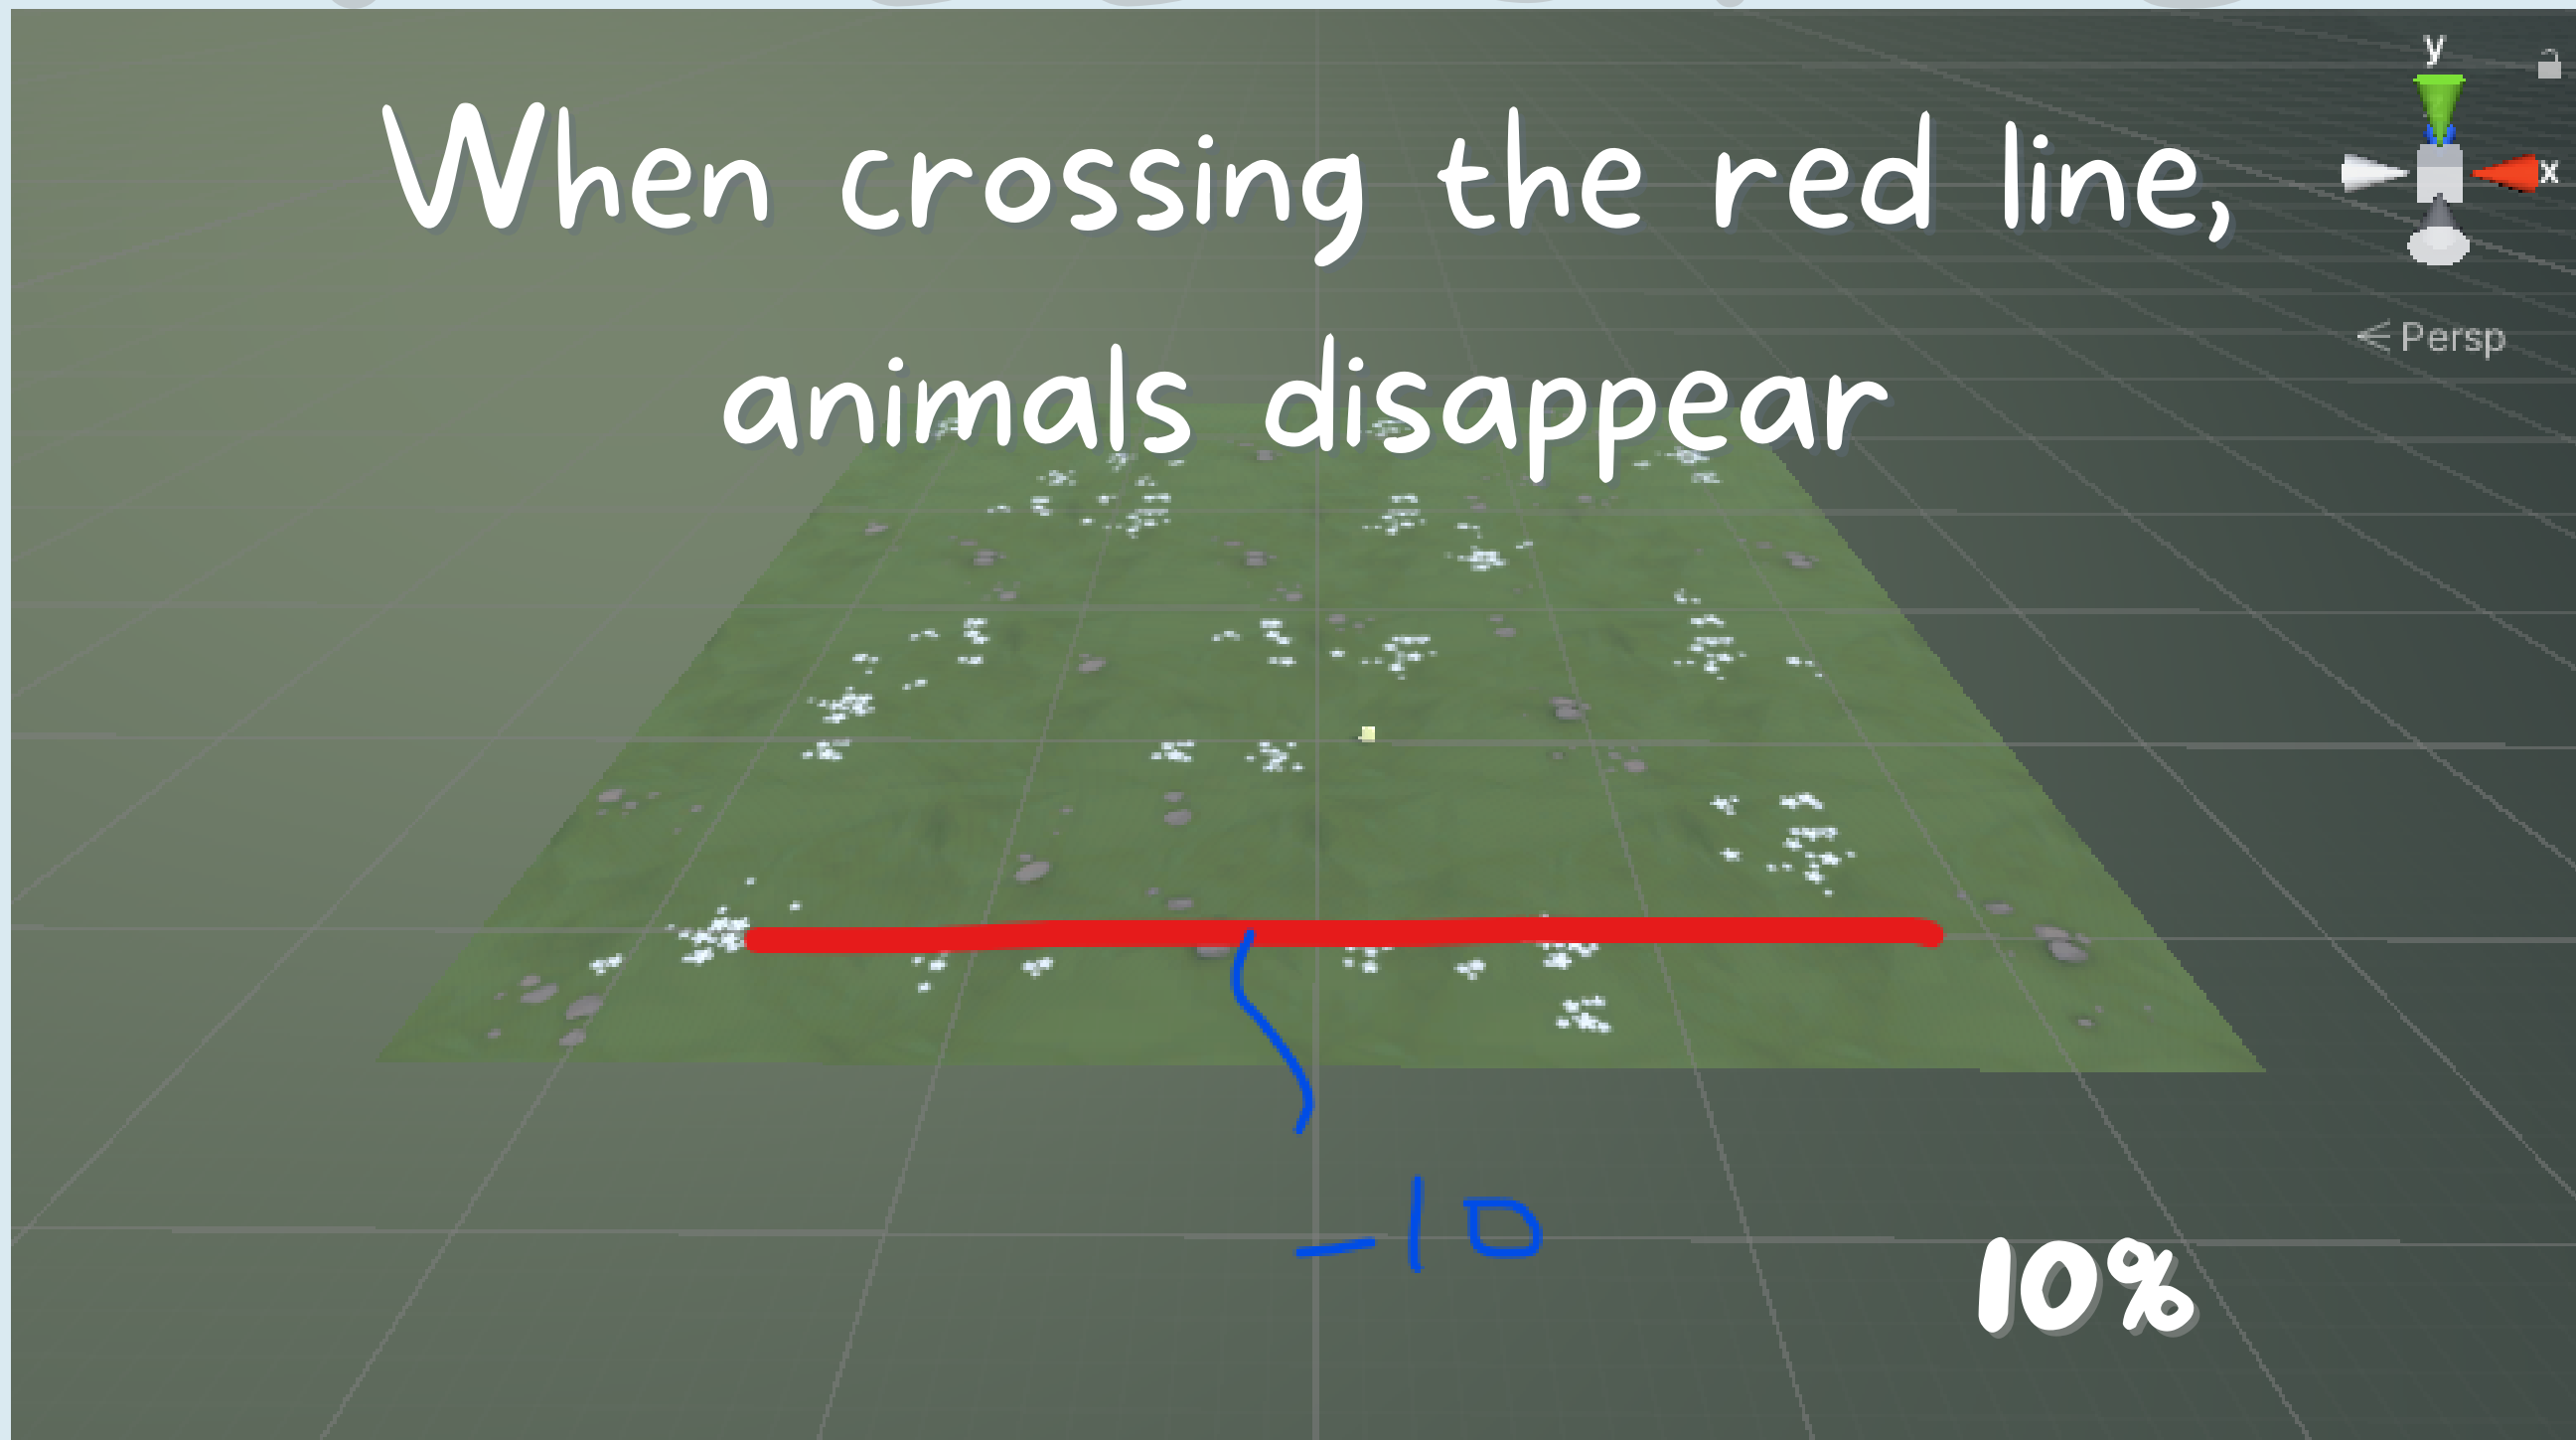 y
When crossing the red line,
x
< Persp
animals disappear
-10
10%